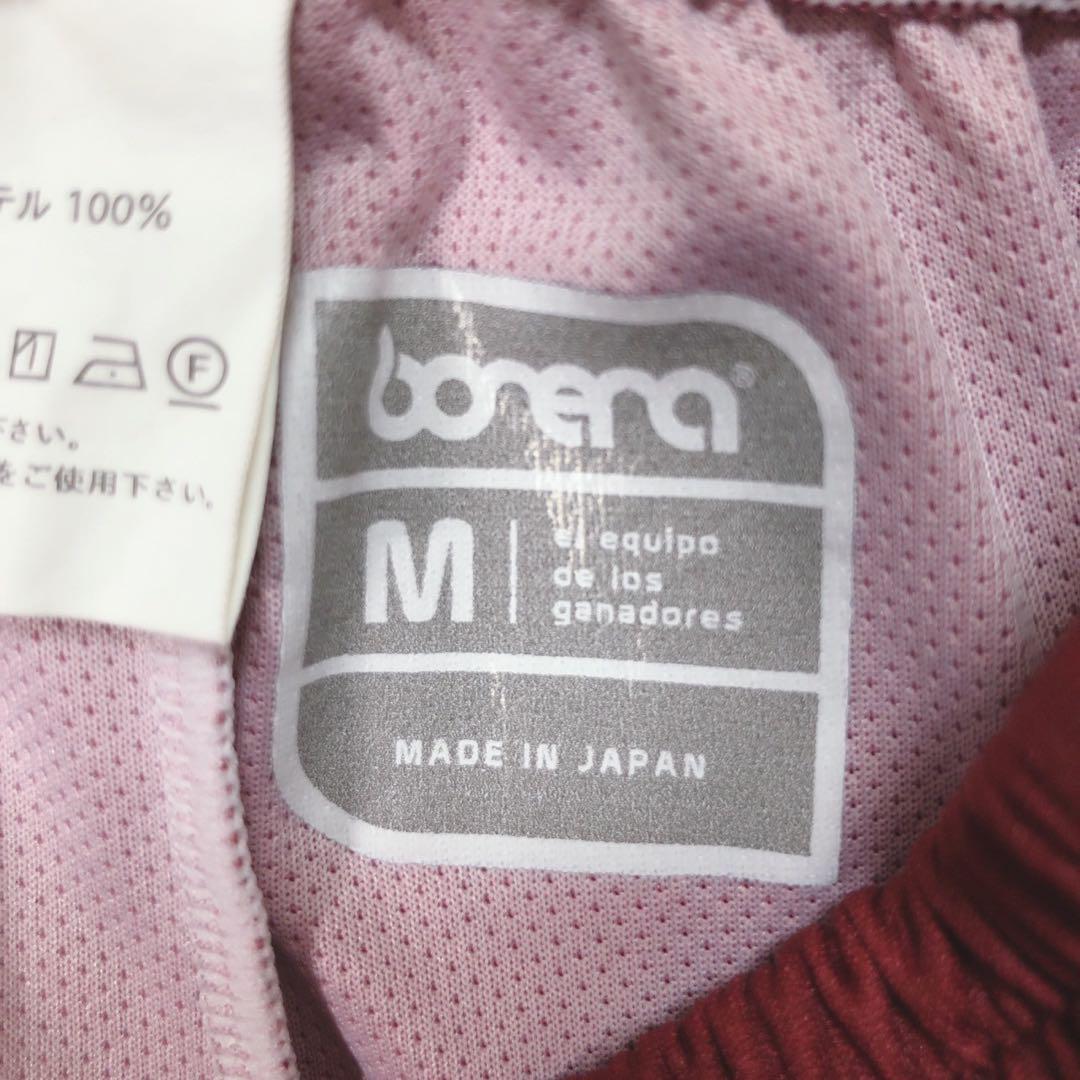 テル 100%
F
さい。
をご使用下さい。
bonera®
M
el equipo
de los
ganadores
MADE IN JAPAN